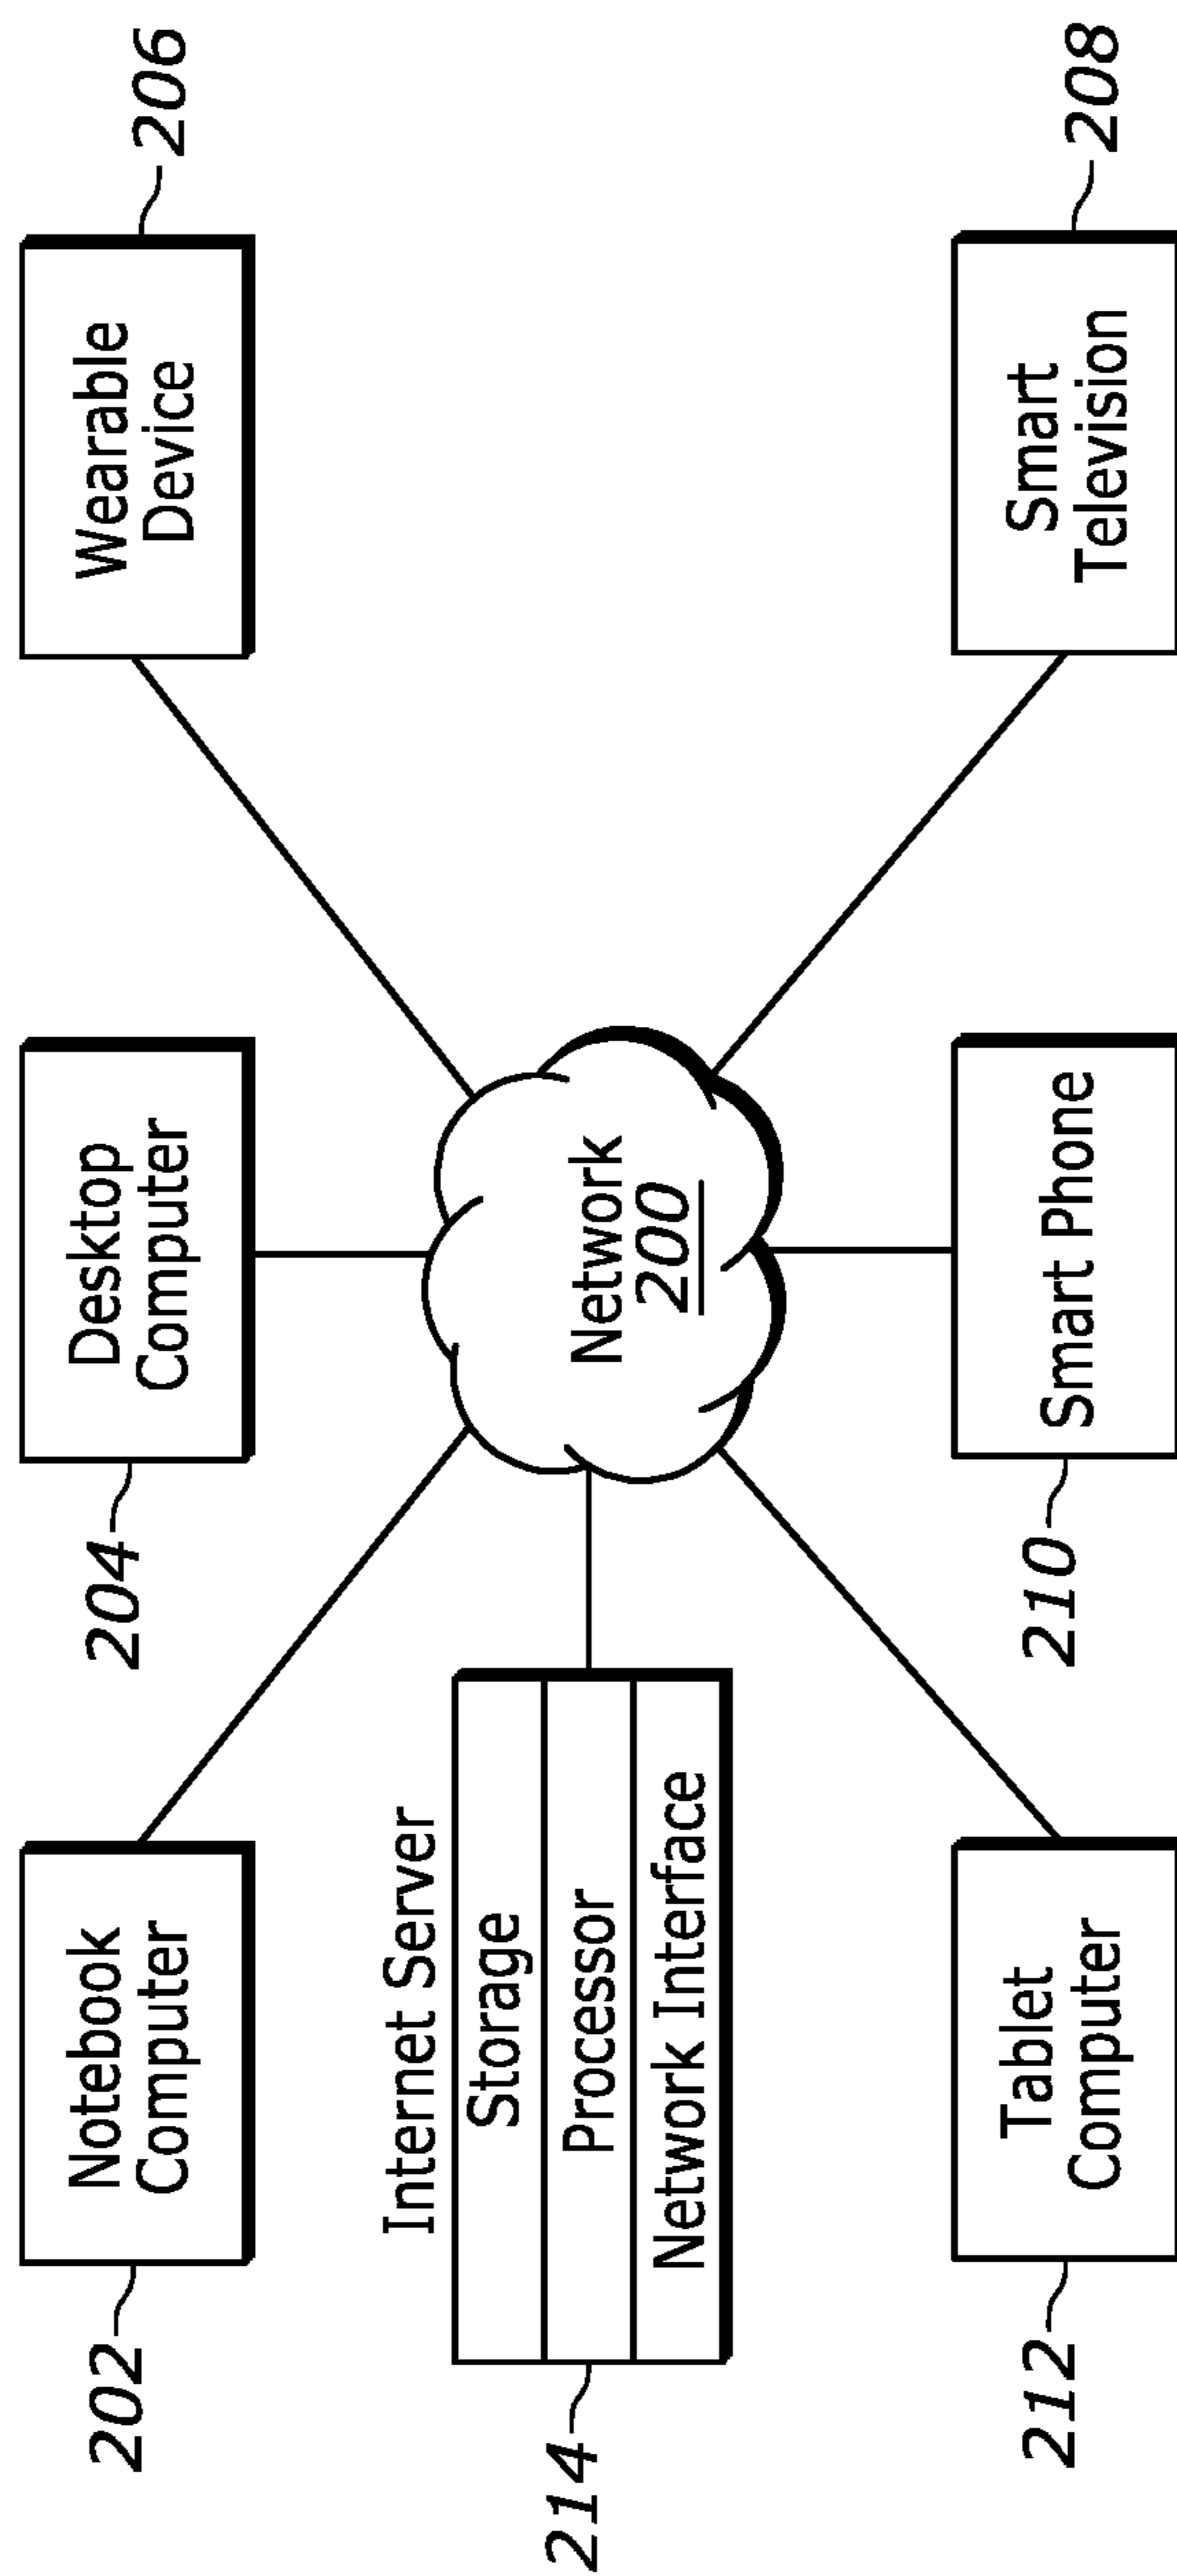 202
Notebook
Computer
204
Desktop
Computer
Wearable
Device
206
Internet Server
214
Storage
Processor
Network Interface
Network
200
212
Tablet
Computer
210
Smart Phone
Smart
Television
208